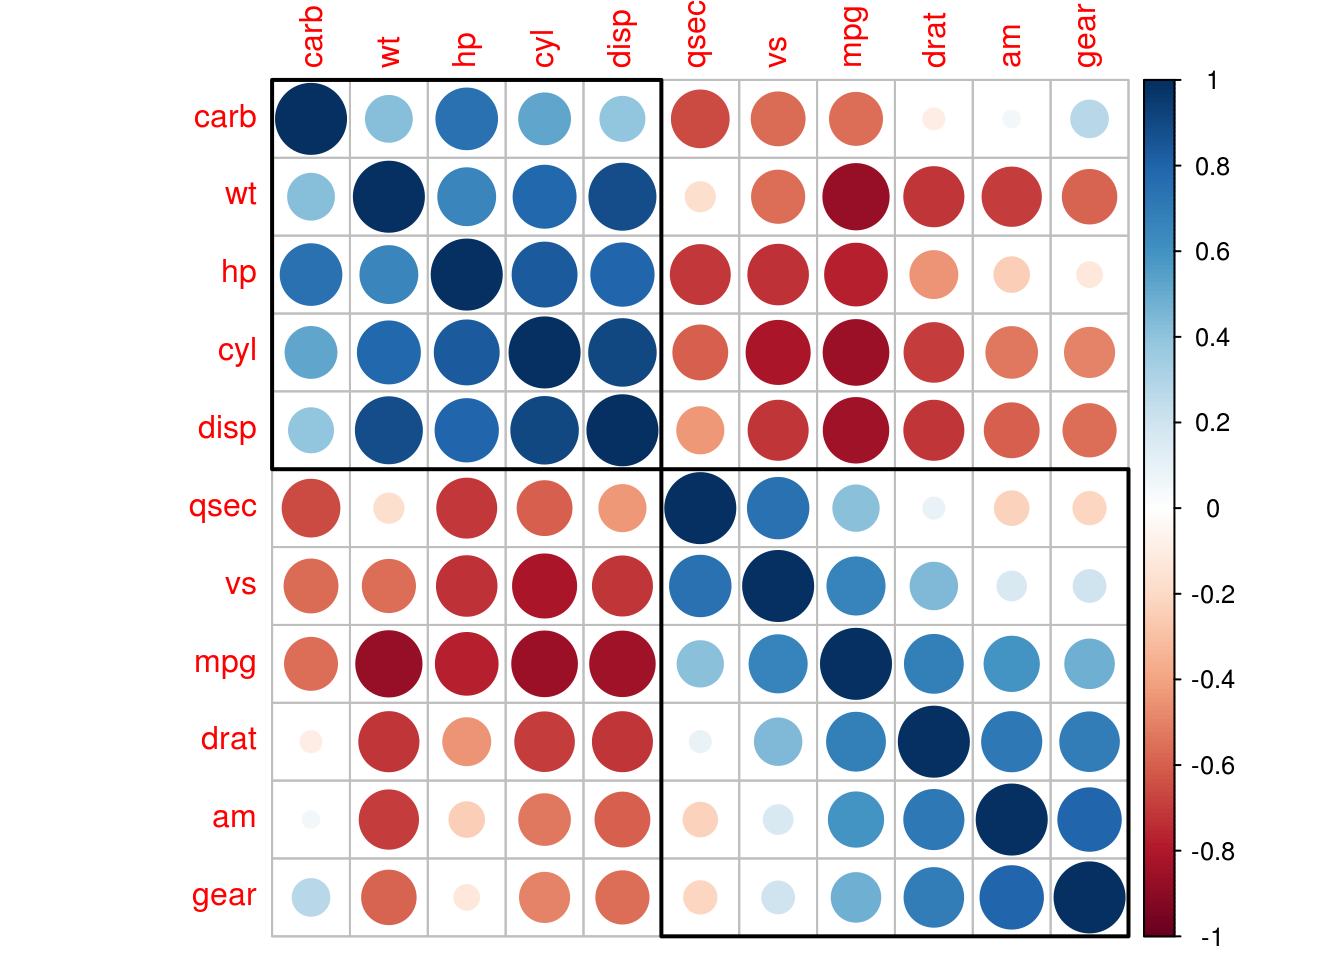 carb wt hp cyl disp qsec vs mpg drat am gear
carb
wt
hp
cyl
disp
qsec
vs
mpg
drat
am
gear
1
0.8
0.6
0.4
0.2
0
-0.2
-0.4
-0.6
-0.8
-1